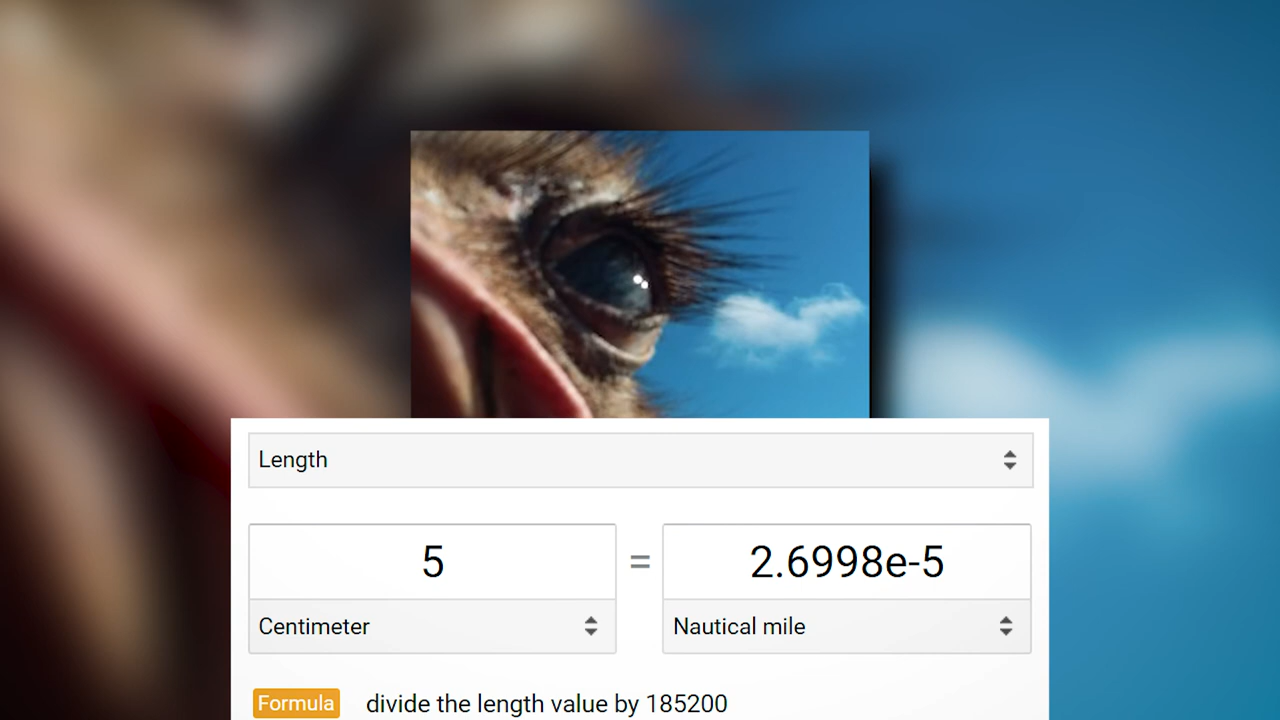 Length
5 = 2.6998e-5
Centimeter Nautical mile
Formula divide the length value by 185200